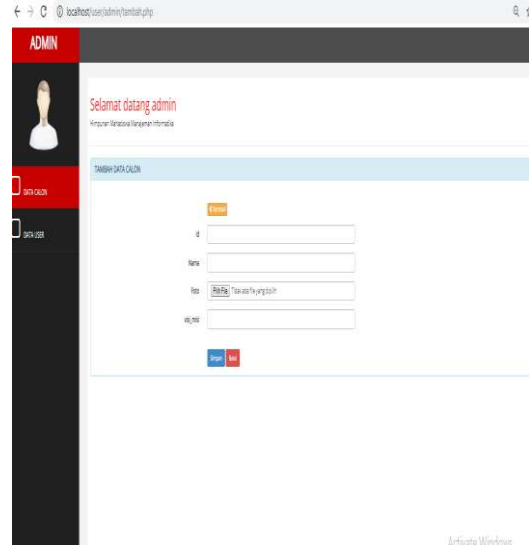 localhost/user/admin/tambah.php
ADMIN
Selamat datang admin
Himpunan Mahasiswa Manajemen Informatika
TAMBAH DATA CALON
DATA CALON
Kembali
id
DATA USER
Nama
Foto
Pilih File Tidak ada file yang dipilih
visi_misi
Simpan Batal
Activate Windows